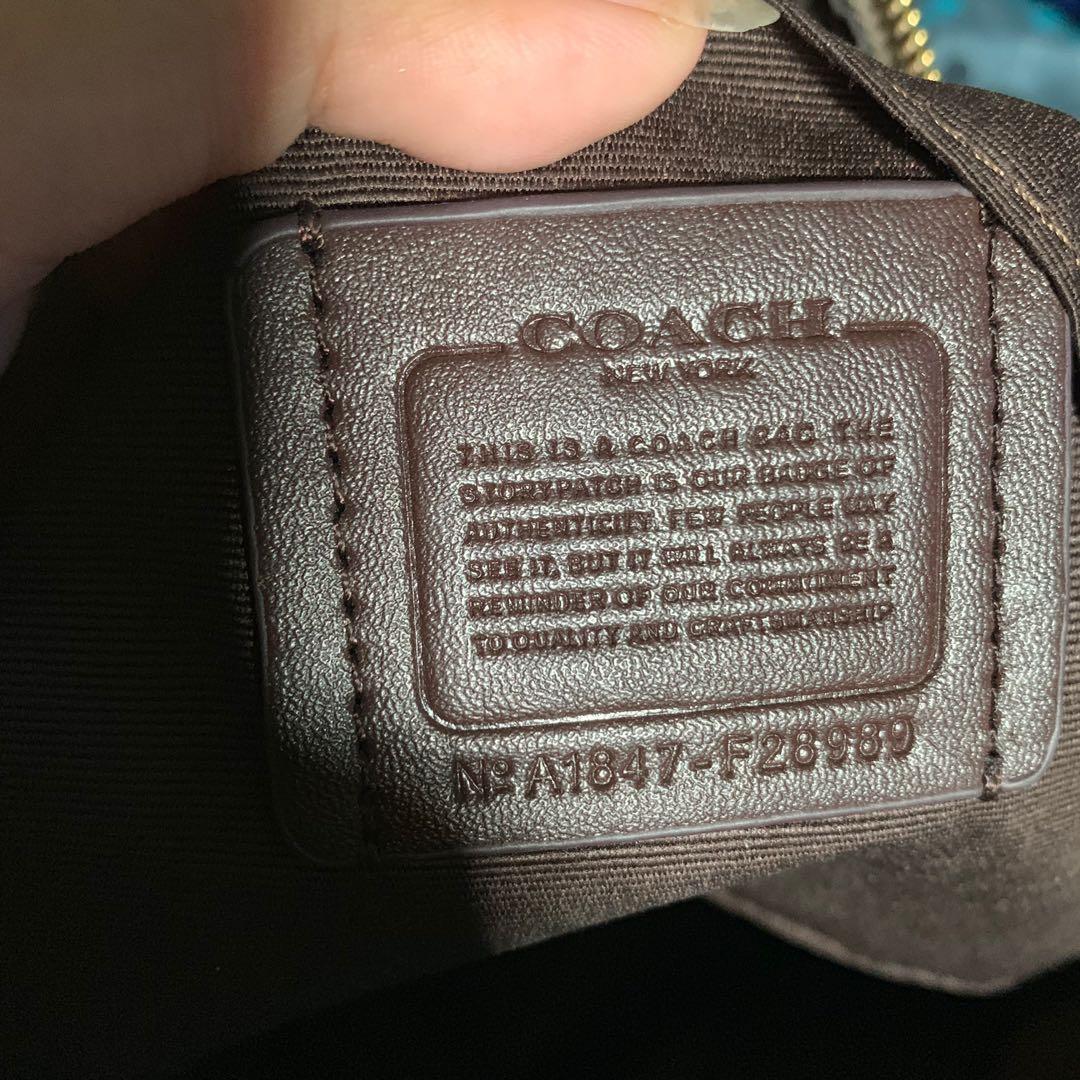 COACH
NEW YORK
THIS IS A COACH BAG. THE
STORYPATCH IS OUR BADGE OF
AUTHENTICITY. FEW PEOPLE MAY
SEE IT, BUT IT WILL ALWAYS BE A
REMINDER OF OUR COMMITMENT
TO QUALITY AND CRAFTSMANSHIP
Nº A1847-F28989